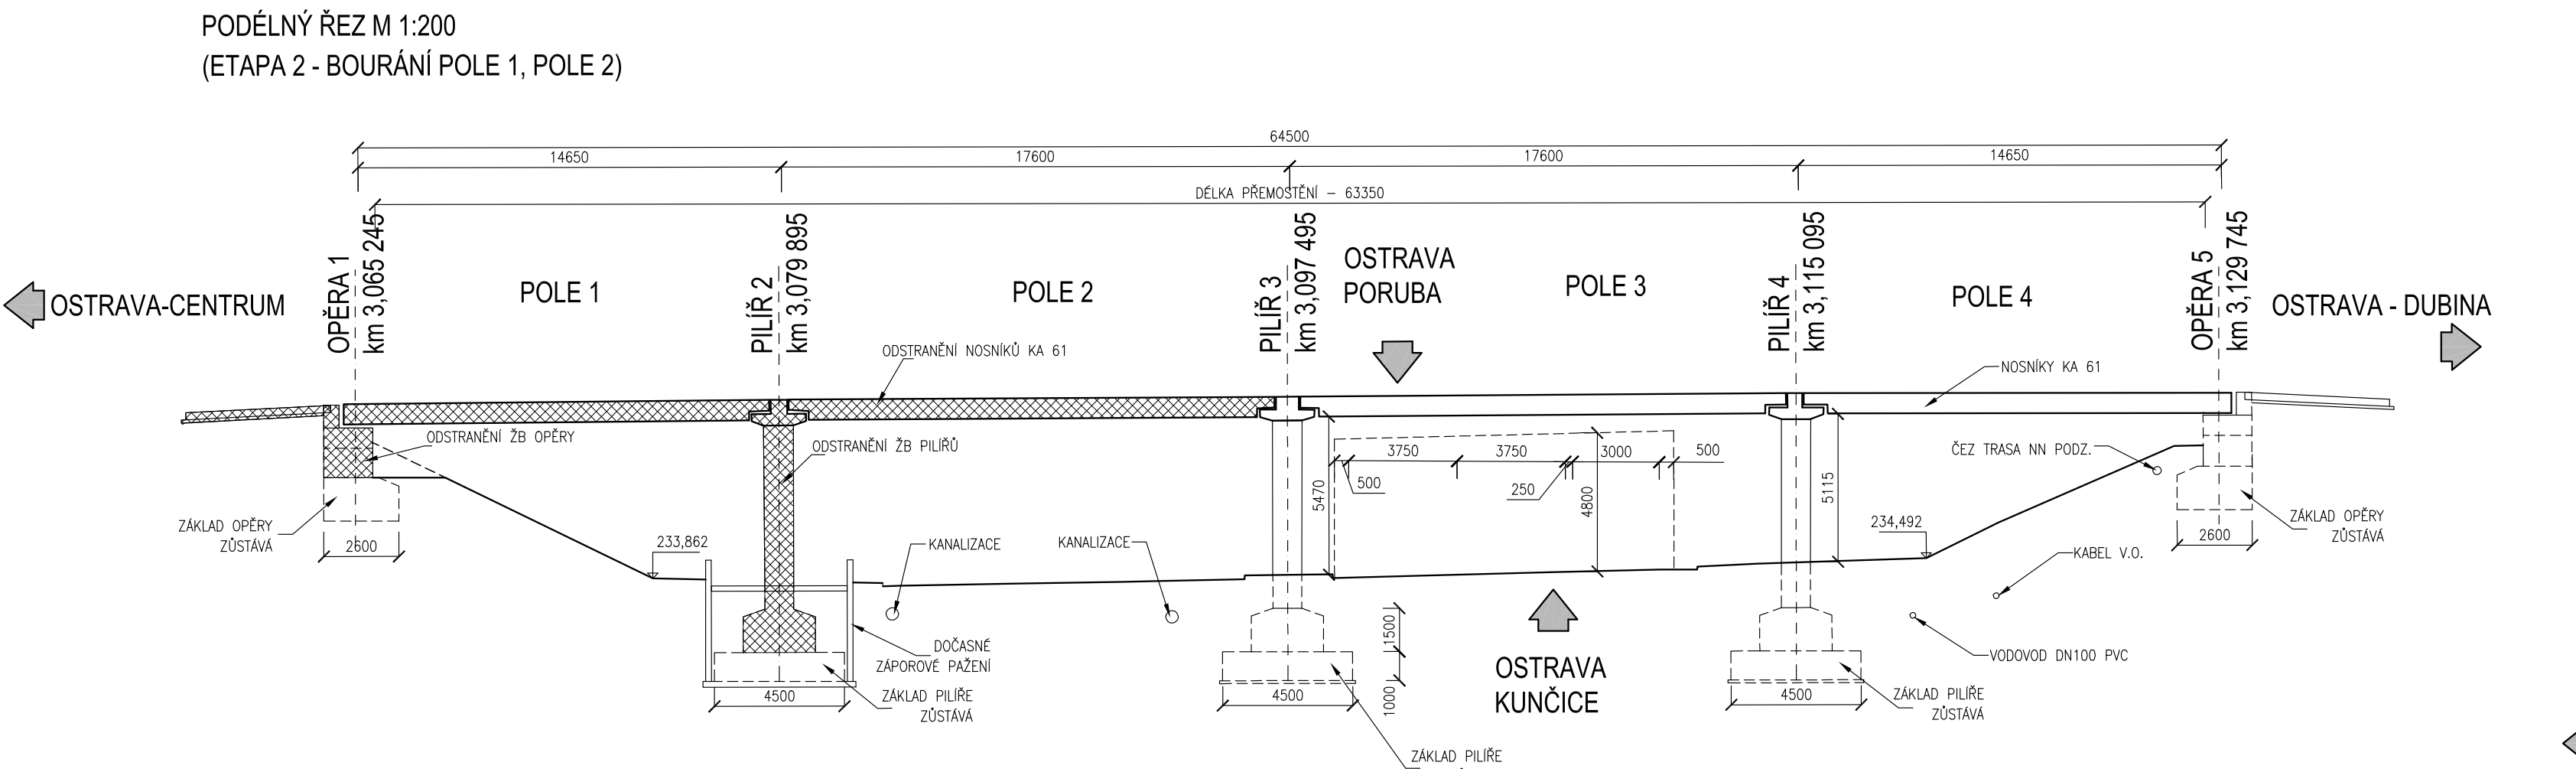 PODÉLNÝ ŘEZ M 1:200
(ETAPA 2 - BOURÁNÍ POLE 1, POLE 2)
64500
14650
17600
17600
14650
DÉLKA PŘEMOSTĚNÍ – 63350
OPĚRA 1
km 3,065 245
PILÍŘ 2
km 3,079 895
PILÍŘ 3
km 3,097 495
PILÍŘ 4
km 3,115 095
OPĚRA 5
km 3,129 745
OSTRAVA-CENTRUM
POLE 1
POLE 2
OSTRAVA
PORUBA
POLE 3
POLE 4
OSTRAVA - DUBINA
ODSTRANĚNÍ NOSNÍKŮ KA 61
NOSNÍKY KA 61
ODSTRANĚNÍ ŽB OPĚRY
ODSTRANĚNÍ ŽB PILÍŘŮ
3750
3750
3000
500
500
250
5470
4800
5115
ČEZ TRASA NN PODZ.
ZÁKLAD OPĚRY
ZŮSTÁVÁ
2600
233,862
KANALIZACE
KANALIZACE
234,492
ZÁKLAD OPĚRY
ZŮSTÁVÁ
2600
KABEL V.O.
DOČASNÉ
ZÁPOROVÉ PAŽENÍ
1500
1000
VODOVOD DN100 PVC
OSTRAVA
KUNČICE
4500
ZÁKLAD PILÍŘE
ZŮSTÁVÁ
4500
4500
ZÁKLAD PILÍŘE
ZŮSTÁVÁ
ZÁKLAD PILÍŘE